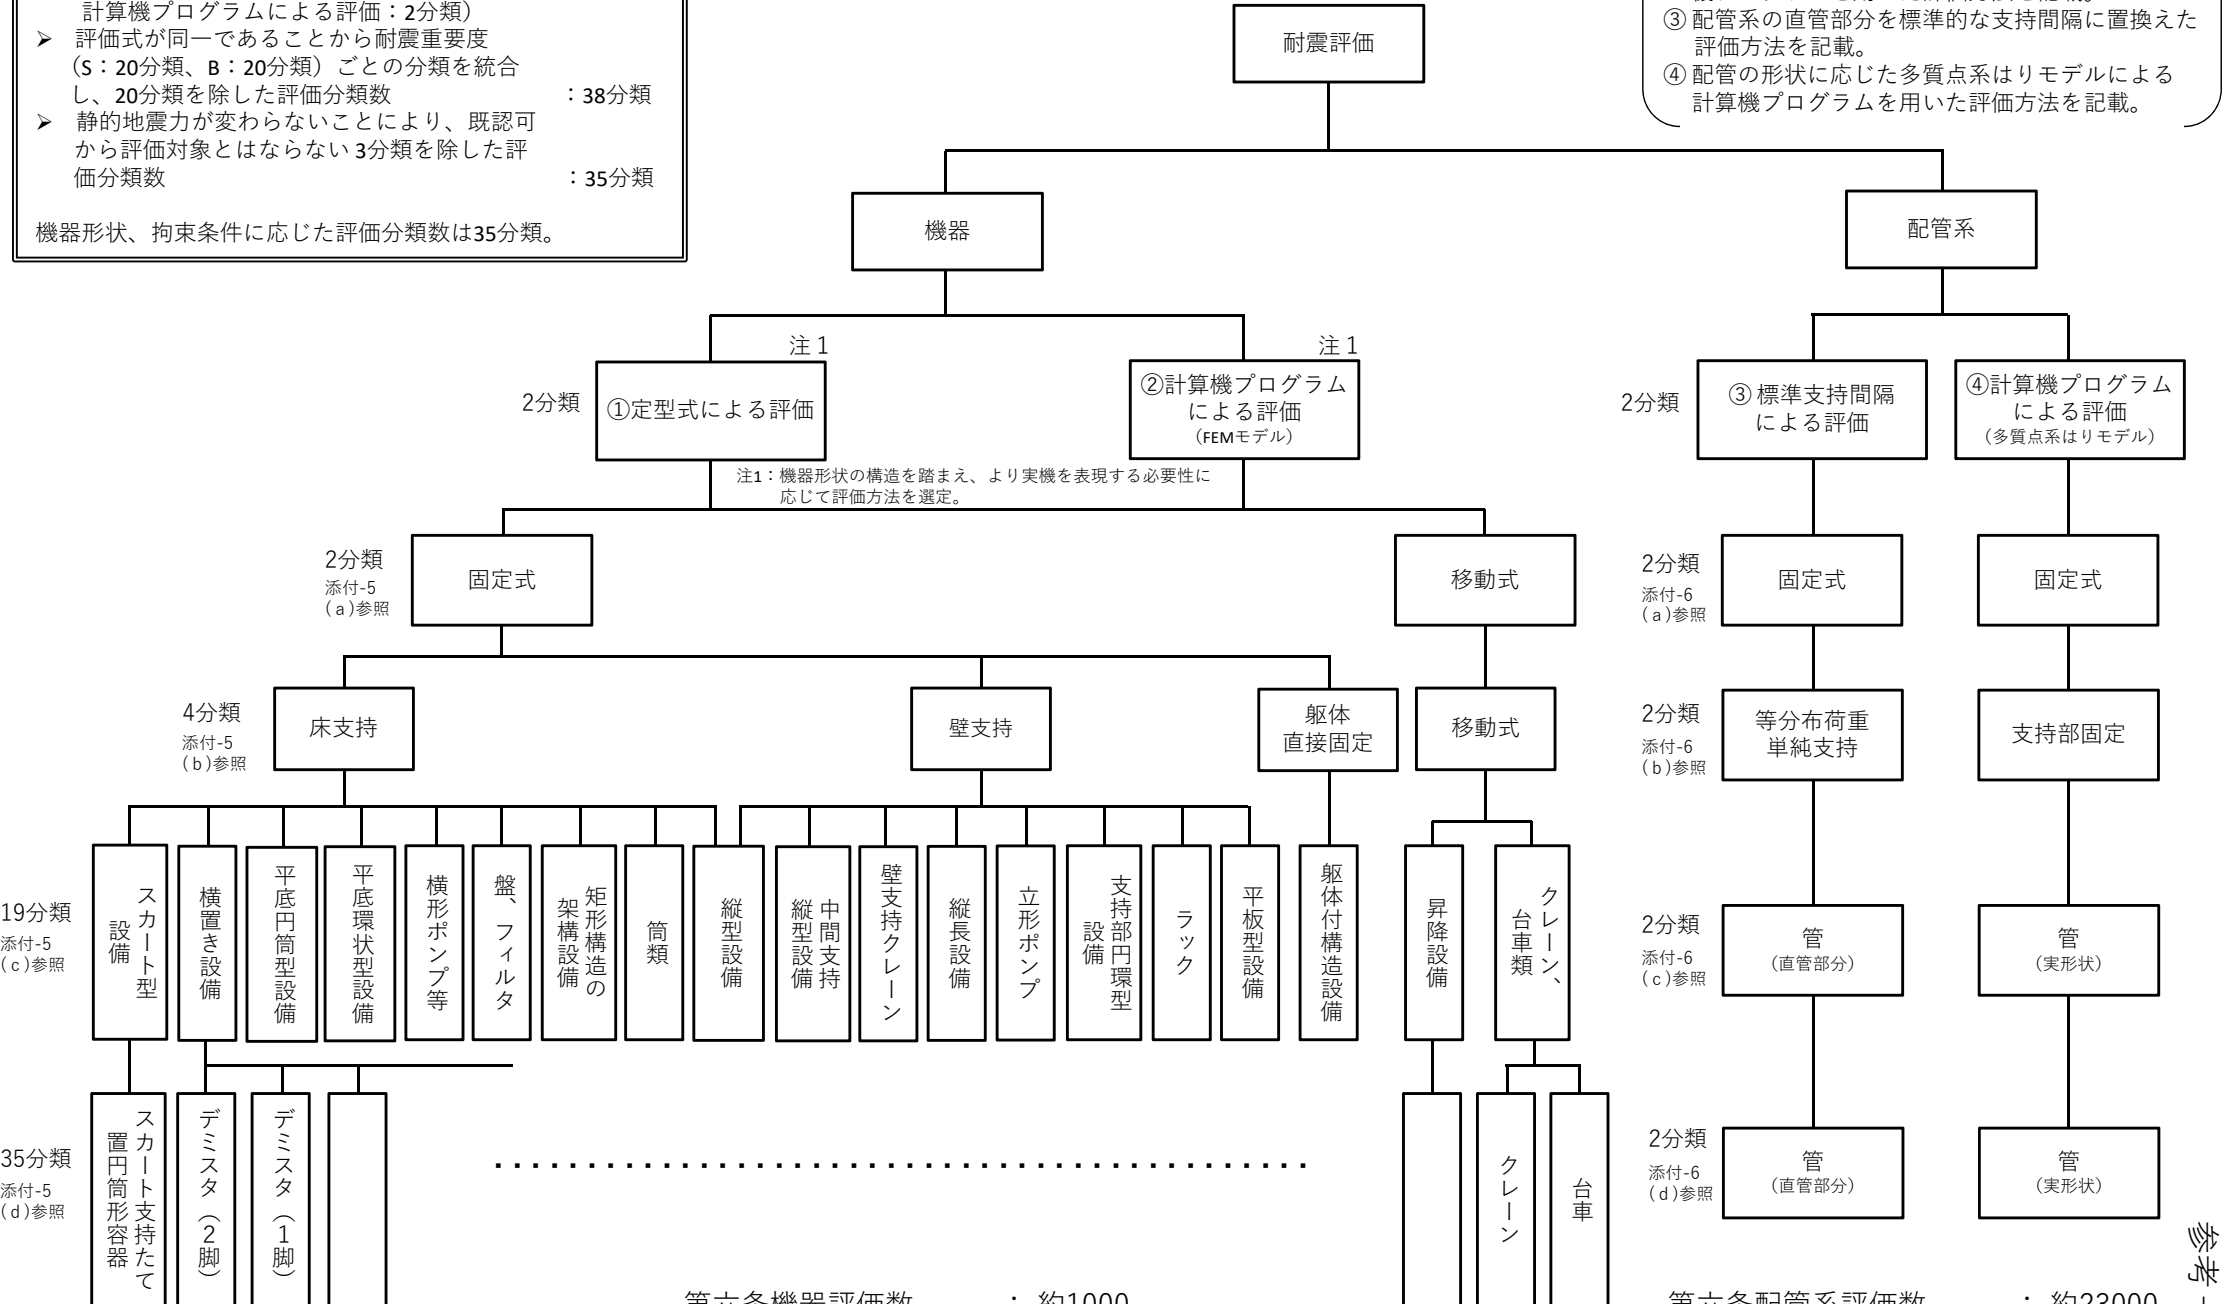 計算機プログラムによる評価：2分類）
➢ 評価式が同一であることから耐震重要度
（S：20分類、B：20分類）ごとの分類を統合
し、20分類を除した評価分類数 ：38分類
➢ 静的地震力が変わらないことにより、既認可
から評価対象とはならない 3分類を除した評
価分類数 ：35分類
機器形状、拘束条件に応じた評価分類数は35分類。
③ 配管系の直管部分を標準的な支持間隔に置換えた
評価方法を記載。
④ 配管の形状に応じた多質点系はりモデルによる
計算機プログラムを用いた評価方法を記載。
耐震評価
機器
配管系
注１
注１
2分類
①定型式による評価
②計算機プログラム
による評価
（FEMモデル）
2分類
③ 標準支持間隔
による評価
④計算機プログラム
による評価
（多質点系はりモデル）
注1：機器形状の構造を踏まえ、より実機を表現する必要性に
応じて評価方法を選定。
2分類
添付-5
(ａ)参照
固定式
移動式
2分類
添付-6
(ａ)参照
固定式
固定式
4分類
添付-5
(ｂ)参照
床支持
壁支持
躯体
直接固定
移動式
2分類
添付-6
(ｂ)参照
等分布荷重
単純支持
支持部固定
19分類
添付-5
(ｃ)参照
スカート型
設備
横置き設備
平底円筒型設備
平底環状型設備
横形ポンプ等
盤、フィルタ
矩形構造の
架構設備
筒類
縦型設備
中間支持
縦型設備
壁支持クレーン
縦長設備
立形ポンプ
支持部円環型
設備
ラック
平板型設備
躯体付構造設備
昇降設備
クレーン、
台車類
2分類
添付-6
(ｃ)参照
管
（直管部分）
管
（実形状）
35分類
添付-5
(ｄ)参照
スカート支持たて
置円筒形容器
デミスタ（２脚）
デミスタ（１脚）
クレーン
台車
2分類
添付-6
(ｄ)参照
管
（直管部分）
管
（実形状）
第六条機器評価数 ： 約1000
第六条配管系評価数 ： 約23000
参考－